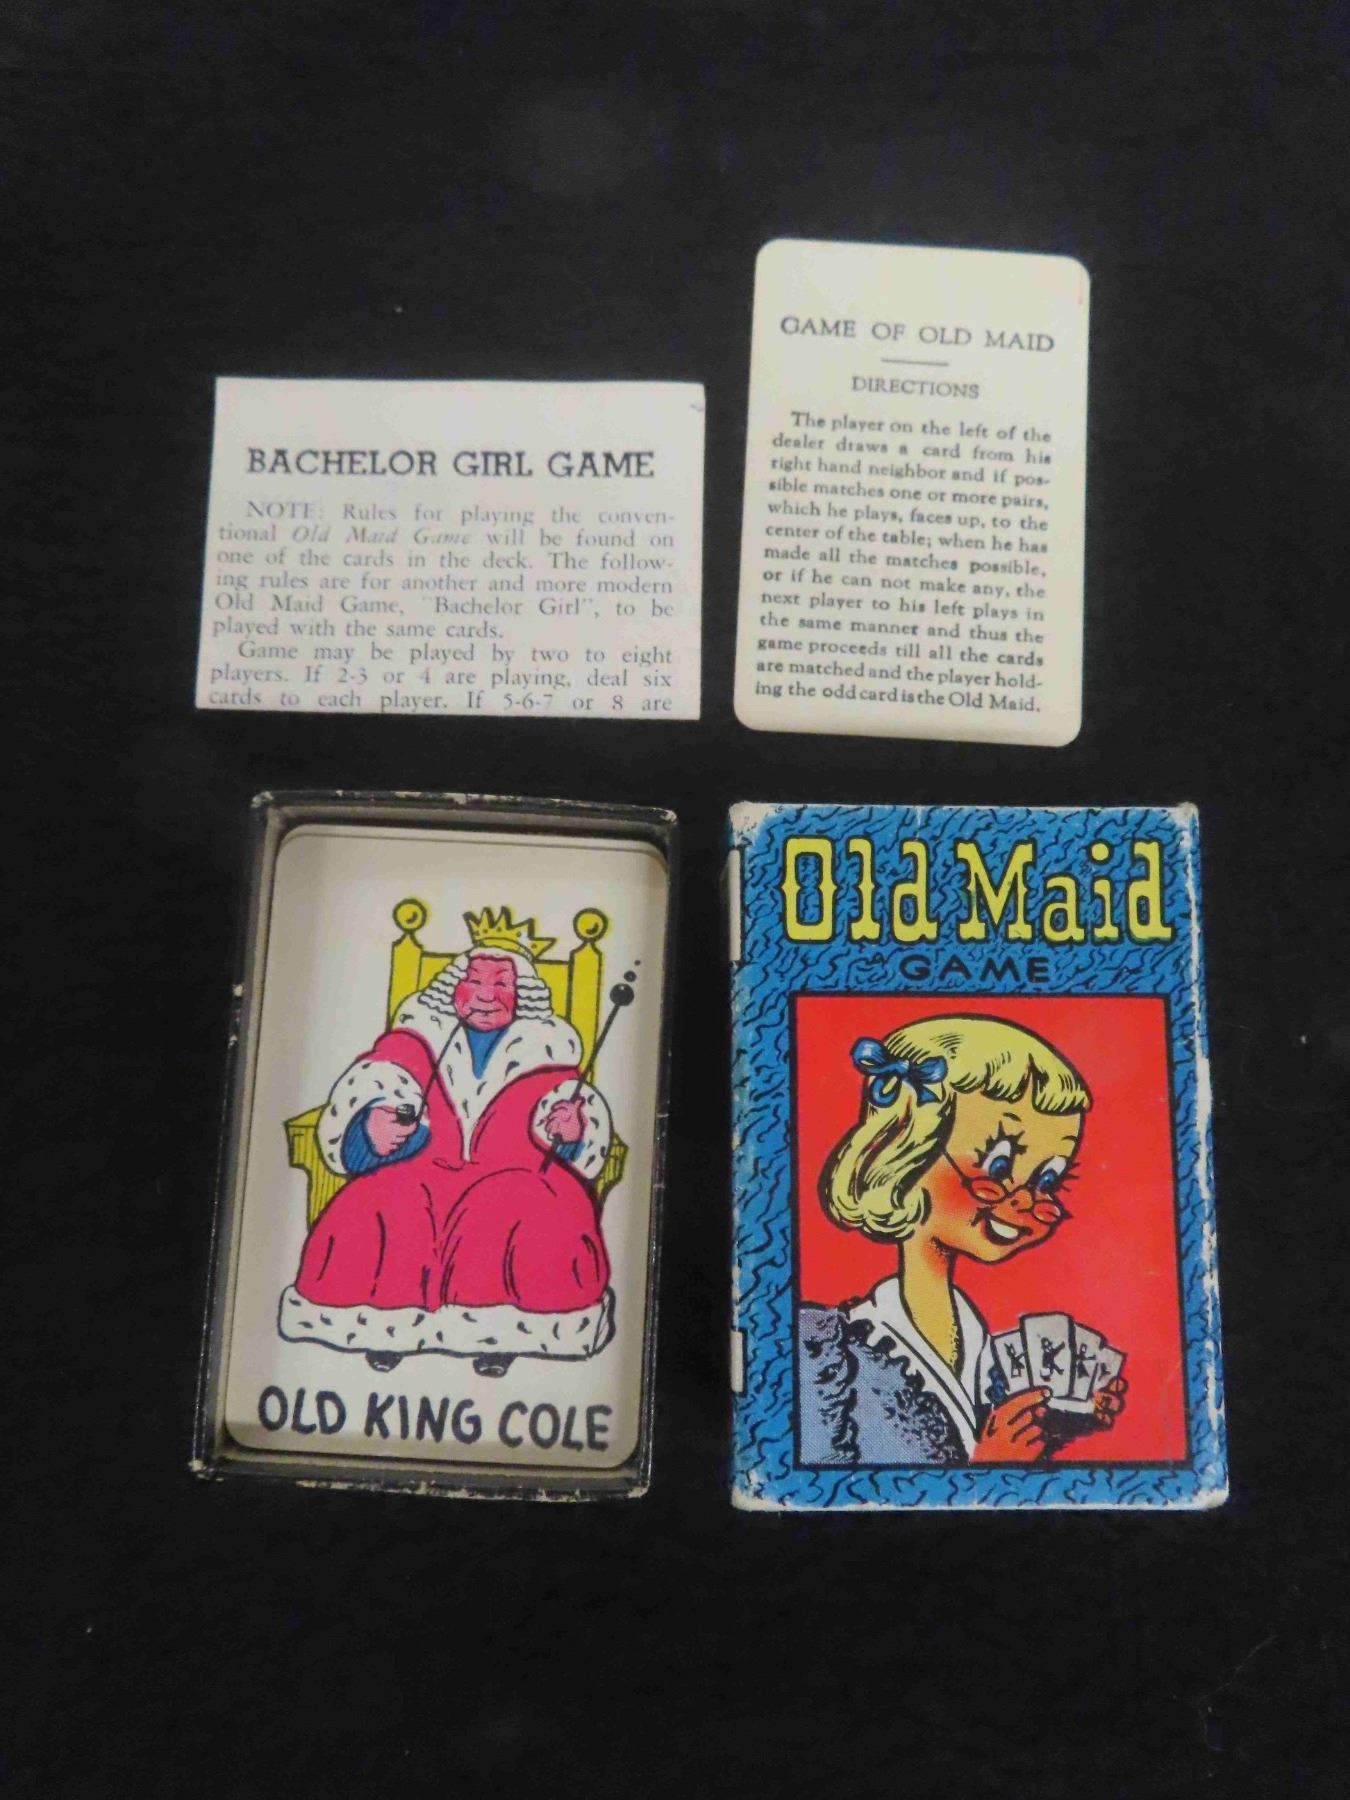 BACHELOR GIRL GAME
NOTE: Rules for playing the conven-
tional Old Maid Game will be found on
one of the cards in the deck. The follow-
ing rules are for another and more modern
Old Maid Game, "Bachelor Girl", to be
played with the same cards.
Game may be played by two to eight
players. If 2-3 or 4 are playing, deal six
cards to each player. If 5-6-7 or 8 are
GAME OF OLD MAID
DIRECTIONS
The player on the left of the
dealer draws a card from his
right hand neighbor and if pos-
sible matches one or more pairs,
which he plays, faces up, to the
center of the table; when he has
made all the matches possible,
or if he can not make any, the
next player to his left plays in
the same manner and thus the
game proceeds till all the cards
are matched and the player hold-
ing the odd card is the Old Maid.
OLD KING COLE
Old Maid
GAME